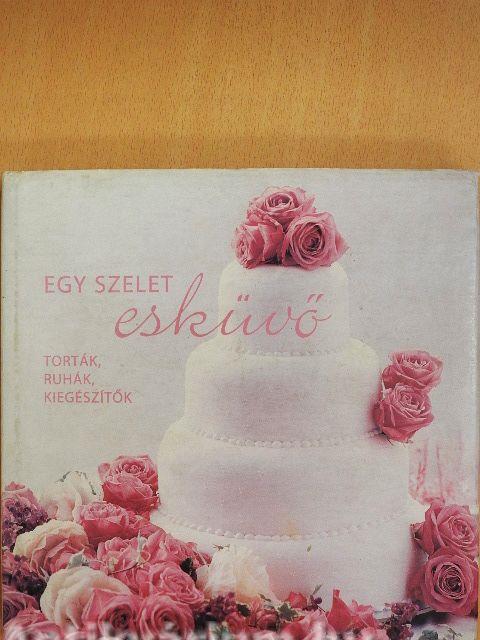 EGY SZELET
esküvő
TORTÁK,
RUHÁK,
KIEGÉSZÍTŐK